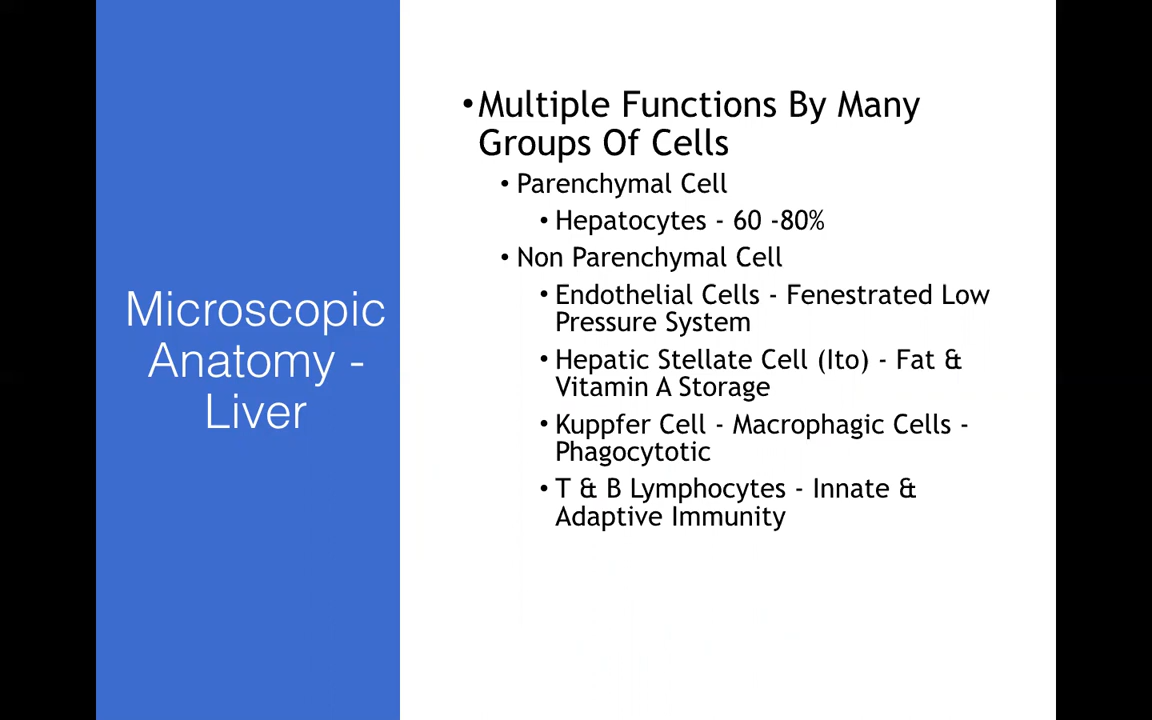 Microscopic
Anatomy -
Liver
•Multiple Functions By Many
Groups Of Cells
• Parenchymal Cell
• Hepatocytes - 60 -80%
• Non Parenchymal Cell
• Endothelial Cells - Fenestrated Low
Pressure System
• Hepatic Stellate Cell (Ito) - Fat &
Vitamin A Storage
• Kuppfer Cell - Macrophagic Cells -
Phagocytotic
• T & B Lymphocytes - Innate &
Adaptive Immunity